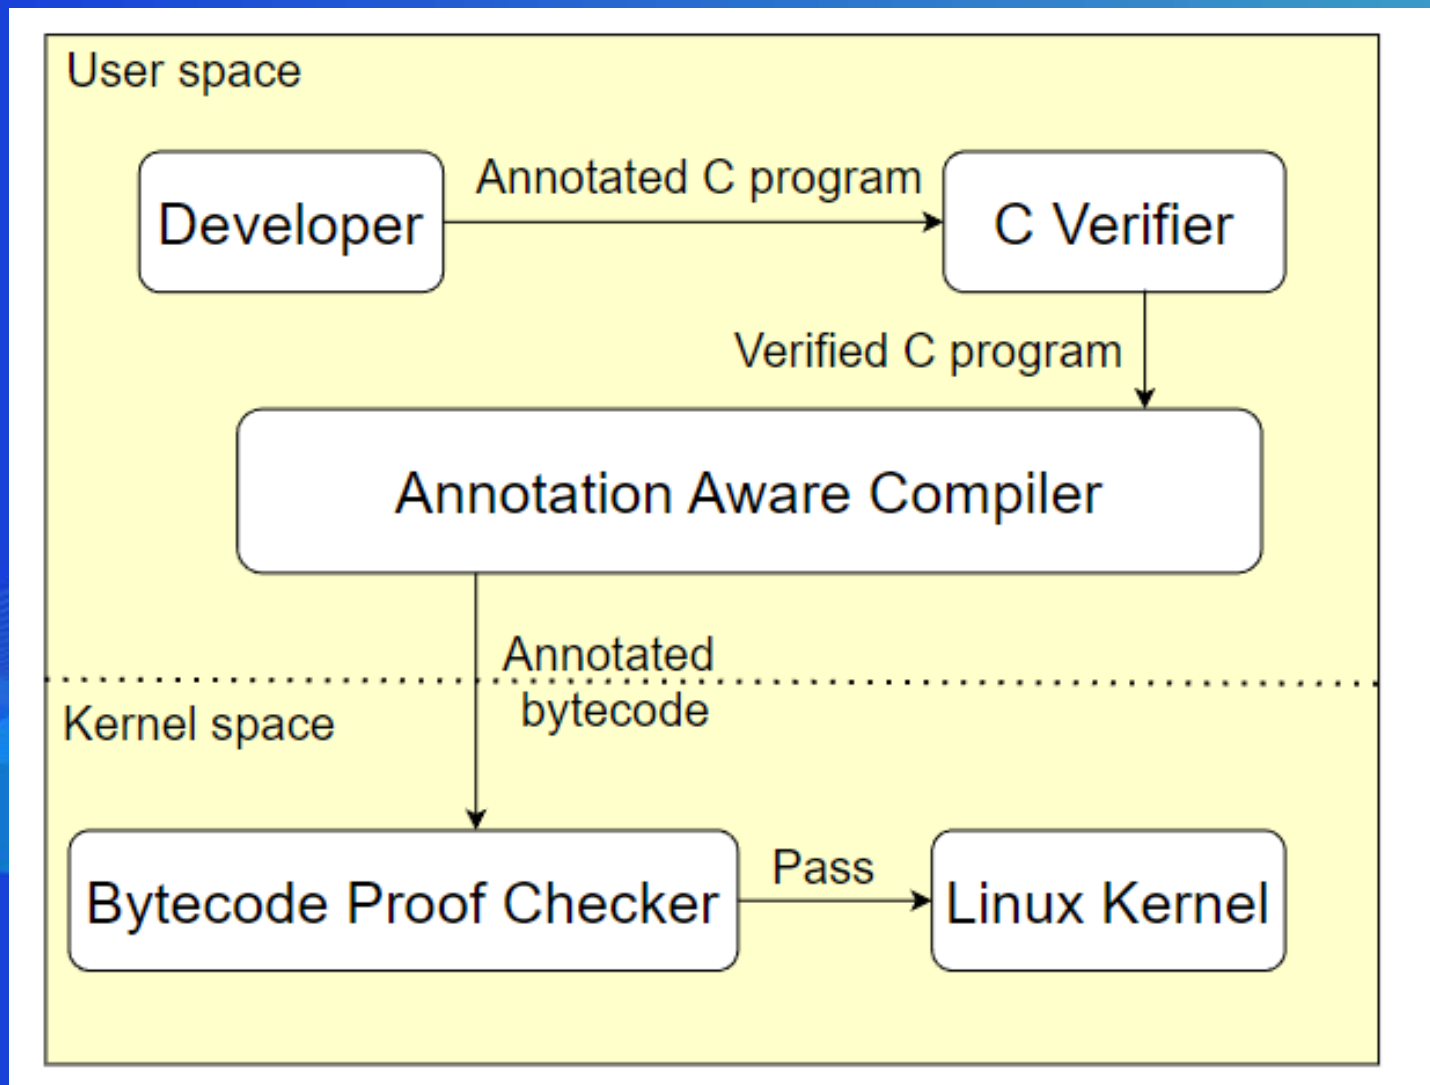 User space
Annotated C program
Developer
C Verifier
Verified C program
Annotation Aware Compiler
Annotated
bytecode
Kernel space
Pass
Bytecode Proof Checker
Linux Kernel